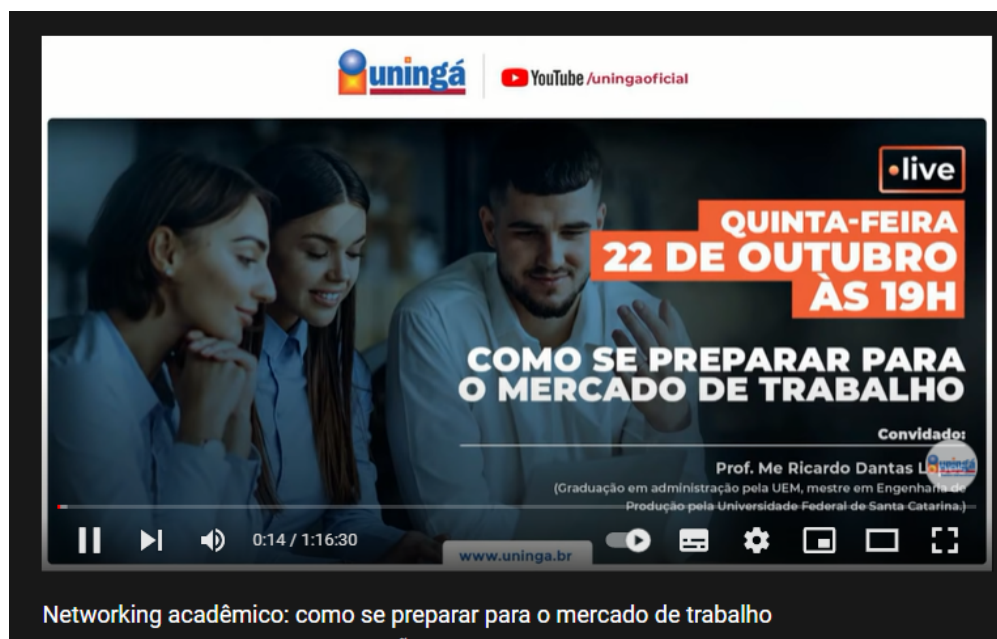 uningá
YouTube /uningaoficial
live
QUINTA-FEIRA
22 DE OUTUBRO
ÀS 19H
COMO SE PREPARAR PARA
O MERCADO DE TRABALHO
Convidado:
Prof. Me Ricardo Dantas
uningá
(Graduação em administração pela UEM, mestre em Engenharia de
Produção pela Universidade Federal de Santa Catarina.)
0:14 / 1:16:30
www.uninga.br
Networking acadêmico: como se preparar para o mercado de trabalho